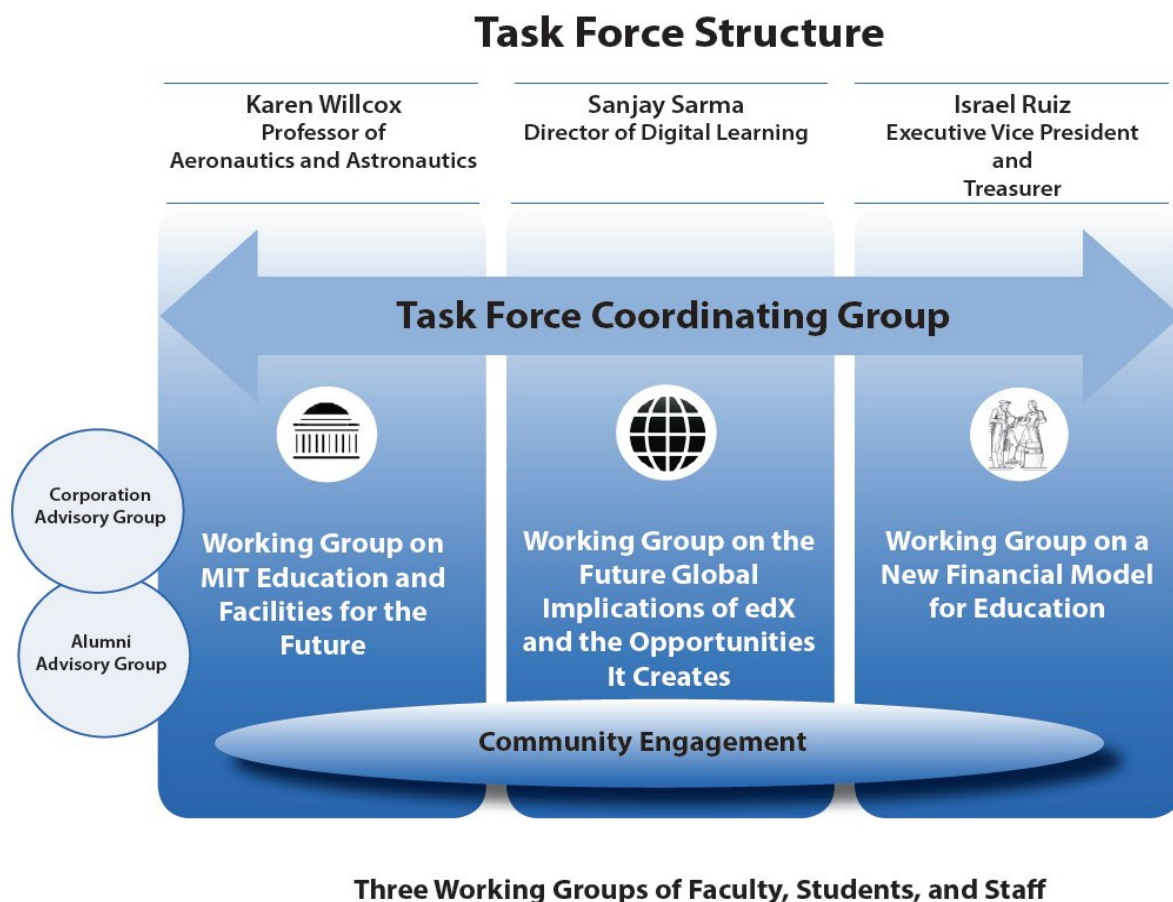 Task Force Structure
Karen Willcox
Professor of
Aeronautics and Astronautics
Sanjay Sarma
Director of Digital Learning
Israel Ruiz
Executive Vice President
and
Treasurer
Task Force Coordinating Group
Corporation
Advisory Group
Alumni
Advisory Group
Working Group on
MIT Education and
Facilities for the
Future
Working Group on the
Future Global
Implications of edX
and the Opportunities
It Creates
Working Group on a
New Financial Model
for Education
Community Engagement
Three Working Groups of Faculty, Students, and Staff